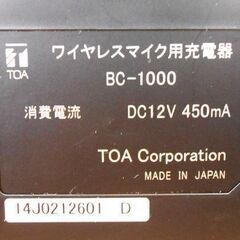 TOA
ワイヤレスマイク用充電器
BC-1000
消費電流 DC12V 450mA
TOA Corporation
MADE IN JAPAN
14J0212601 D